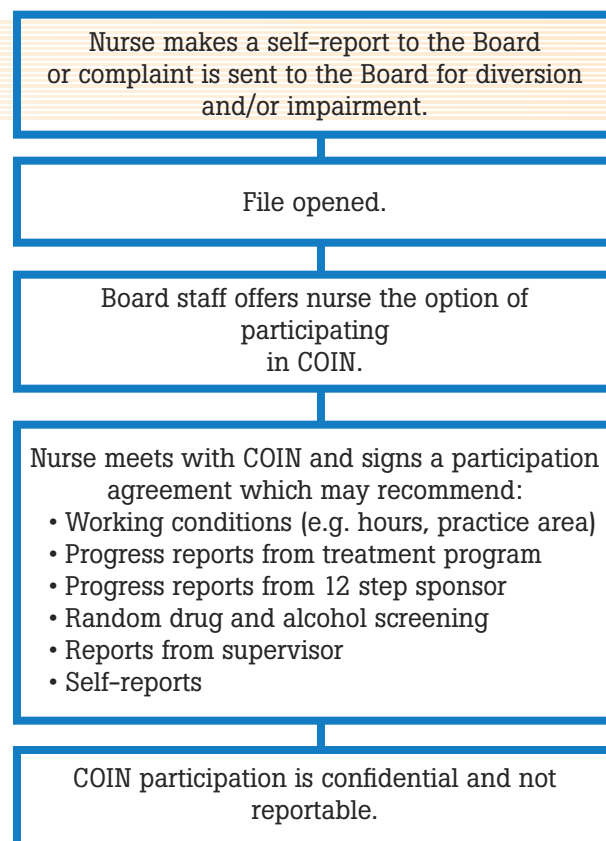 Nurse makes a self-report to the Board
or complaint is sent to the Board for diversion
and/or impairment.
File opened.
Board staff offers nurse the option of
participating
in COIN.
Nurse meets with COIN and signs a participation
agreement which may recommend:
• Working conditions (e.g. hours, practice area)
• Progress reports from treatment program
• Progress reports from 12 step sponsor
• Random drug and alcohol screening
• Reports from supervisor
• Self-reports
COIN participation is confidential and not
reportable.